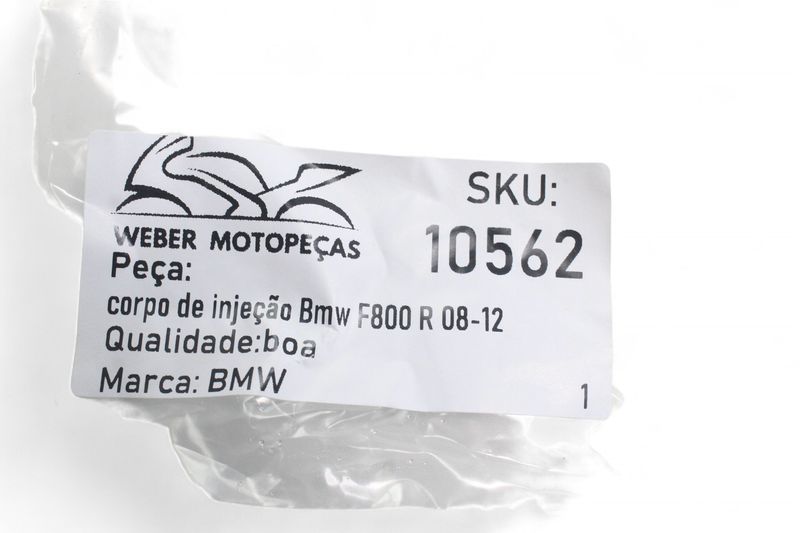 WEBER MOTOPEÇAS
SKU:
10562
Peça:
corpo de injeção Bmw F800 R 08-12
Qualidade:boa
Marca: BMW
1